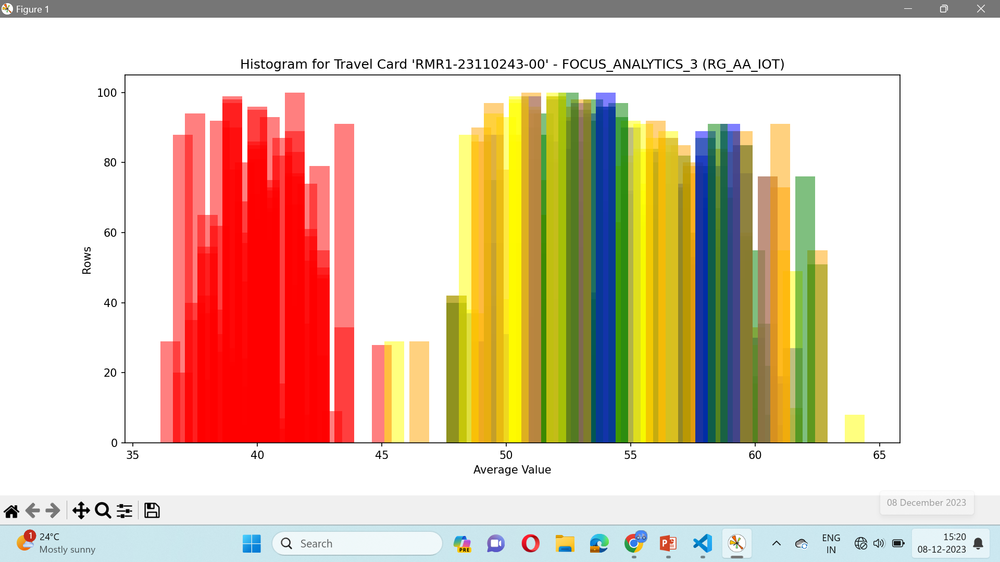 Figure 1
Histogram for Travel Card 'RMR1-23110243-00' - FOCUS_ANALYTICS_3 (RG_AA_IOT)
100
80
60
40
20
0
Rows
35 40 45 50 55 60 65
Average Value
08 December 2023
1
24°C
Mostly sunny
Search
PRE
ENG
IN
15:20
08-12-2023